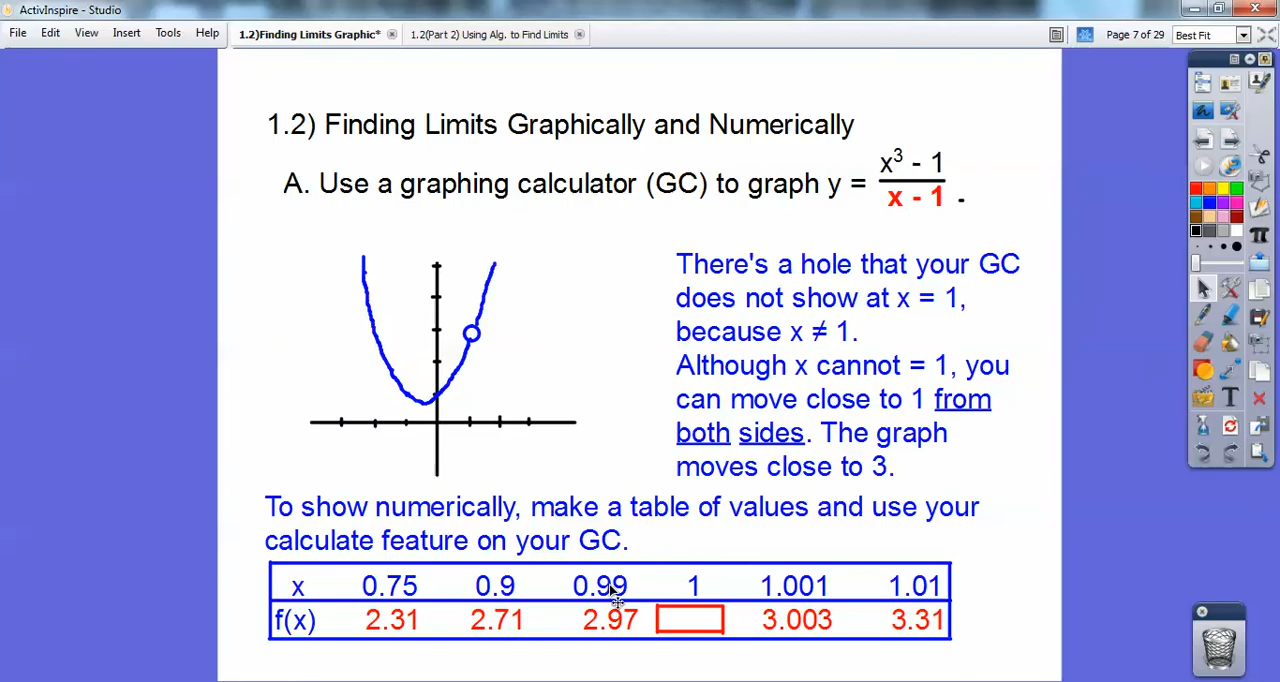 ActivInspire - Studio
File Edit View Insert Tools Help
1.2)Finding Limits Graphic*
1.2(Part 2) Using Alg. to Find Limits
Page 7 of 29
Best Fit
1.2) Finding Limits Graphically and Numerically
A. Use a graphing calculator (GC) to graph y = x³ - 1 / x - 1 .
There's a hole that your GC
does not show at x = 1,
because x ≠ 1.
Although x cannot = 1, you
can move close to 1 from
both sides. The graph
moves close to 3.
To show numerically, make a table of values and use your
calculate feature on your GC.
x 0.75 0.9 0.99 1 1.001 1.01
f(x) 2.31 2.71 2.97 3.003 3.31